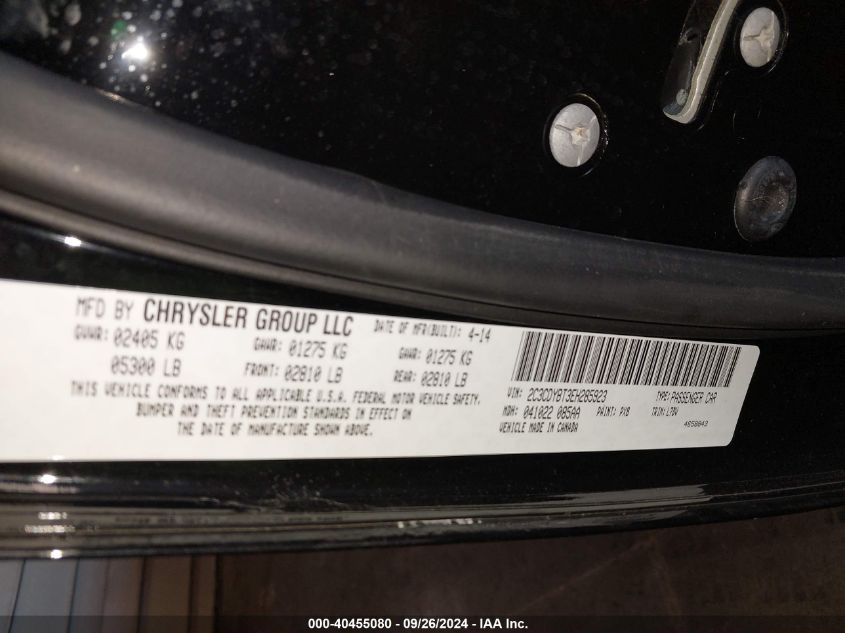 MFD BY CHRYSLER GROUP LLC DATE OF MFR(BUILT): 4-14
GVWR: 02405 KG GAWR: 01275 KG GAWR: 01275 KG
05300 LB FRONT: 02810 LB REAR: 02810 LB
THIS VEHICLE CONFORMS TO ALL APPLICABLE U.S.A. FEDERAL MOTOR VEHICLE SAFETY,
BUMPER AND THEFT PREVENTION STANDARDS IN EFFECT ON
THE DATE OF MANUFACTURE SHOWN ABOVE.
VIN: 2C3CDYBT3EH285923 TYPE: PASSENGER CAR
MDH: 041022 085AA PAINT: PX8 TRIM: L7DV
VEHICLE MADE IN CANADA 4658843
000-40455080 - 09/26/2024 - IAA Inc.